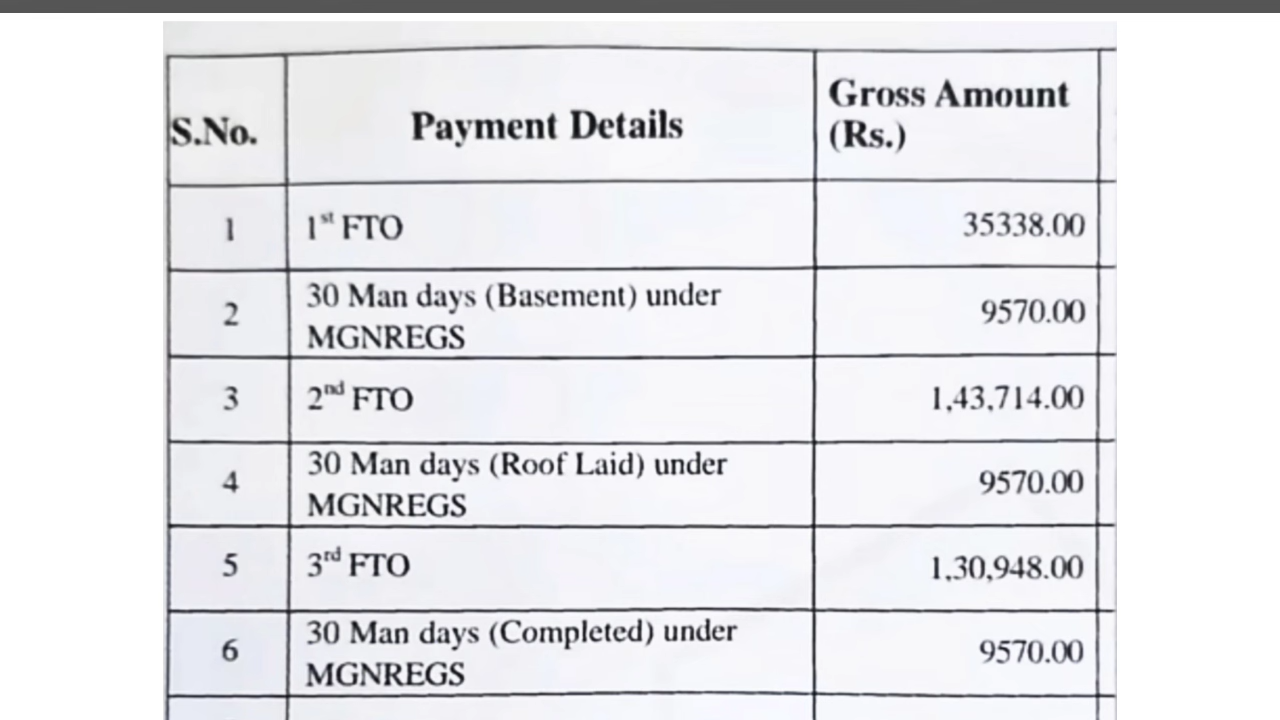 S.No. Payment Details Gross Amount (Rs.)
1 1st FTO 35338.00
2 30 Man days (Basement) under MGNREGS 9570.00
3 2nd FTO 1,43,714.00
4 30 Man days (Roof Laid) under MGNREGS 9570.00
5 3rd FTO 1,30,948.00
6 30 Man days (Completed) under MGNREGS 9570.00